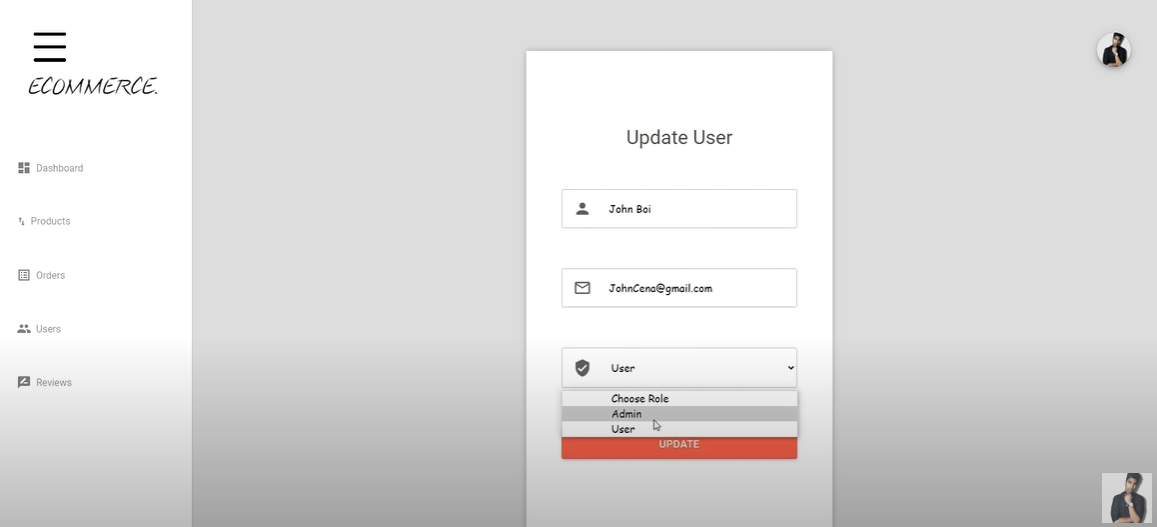 ECOMMERCE.
Dashboard
Products
Orders
Users
Reviews
Update User
John Boi
JohnCena@gmail.com
User
Choose Role
Admin
User
UPDATE